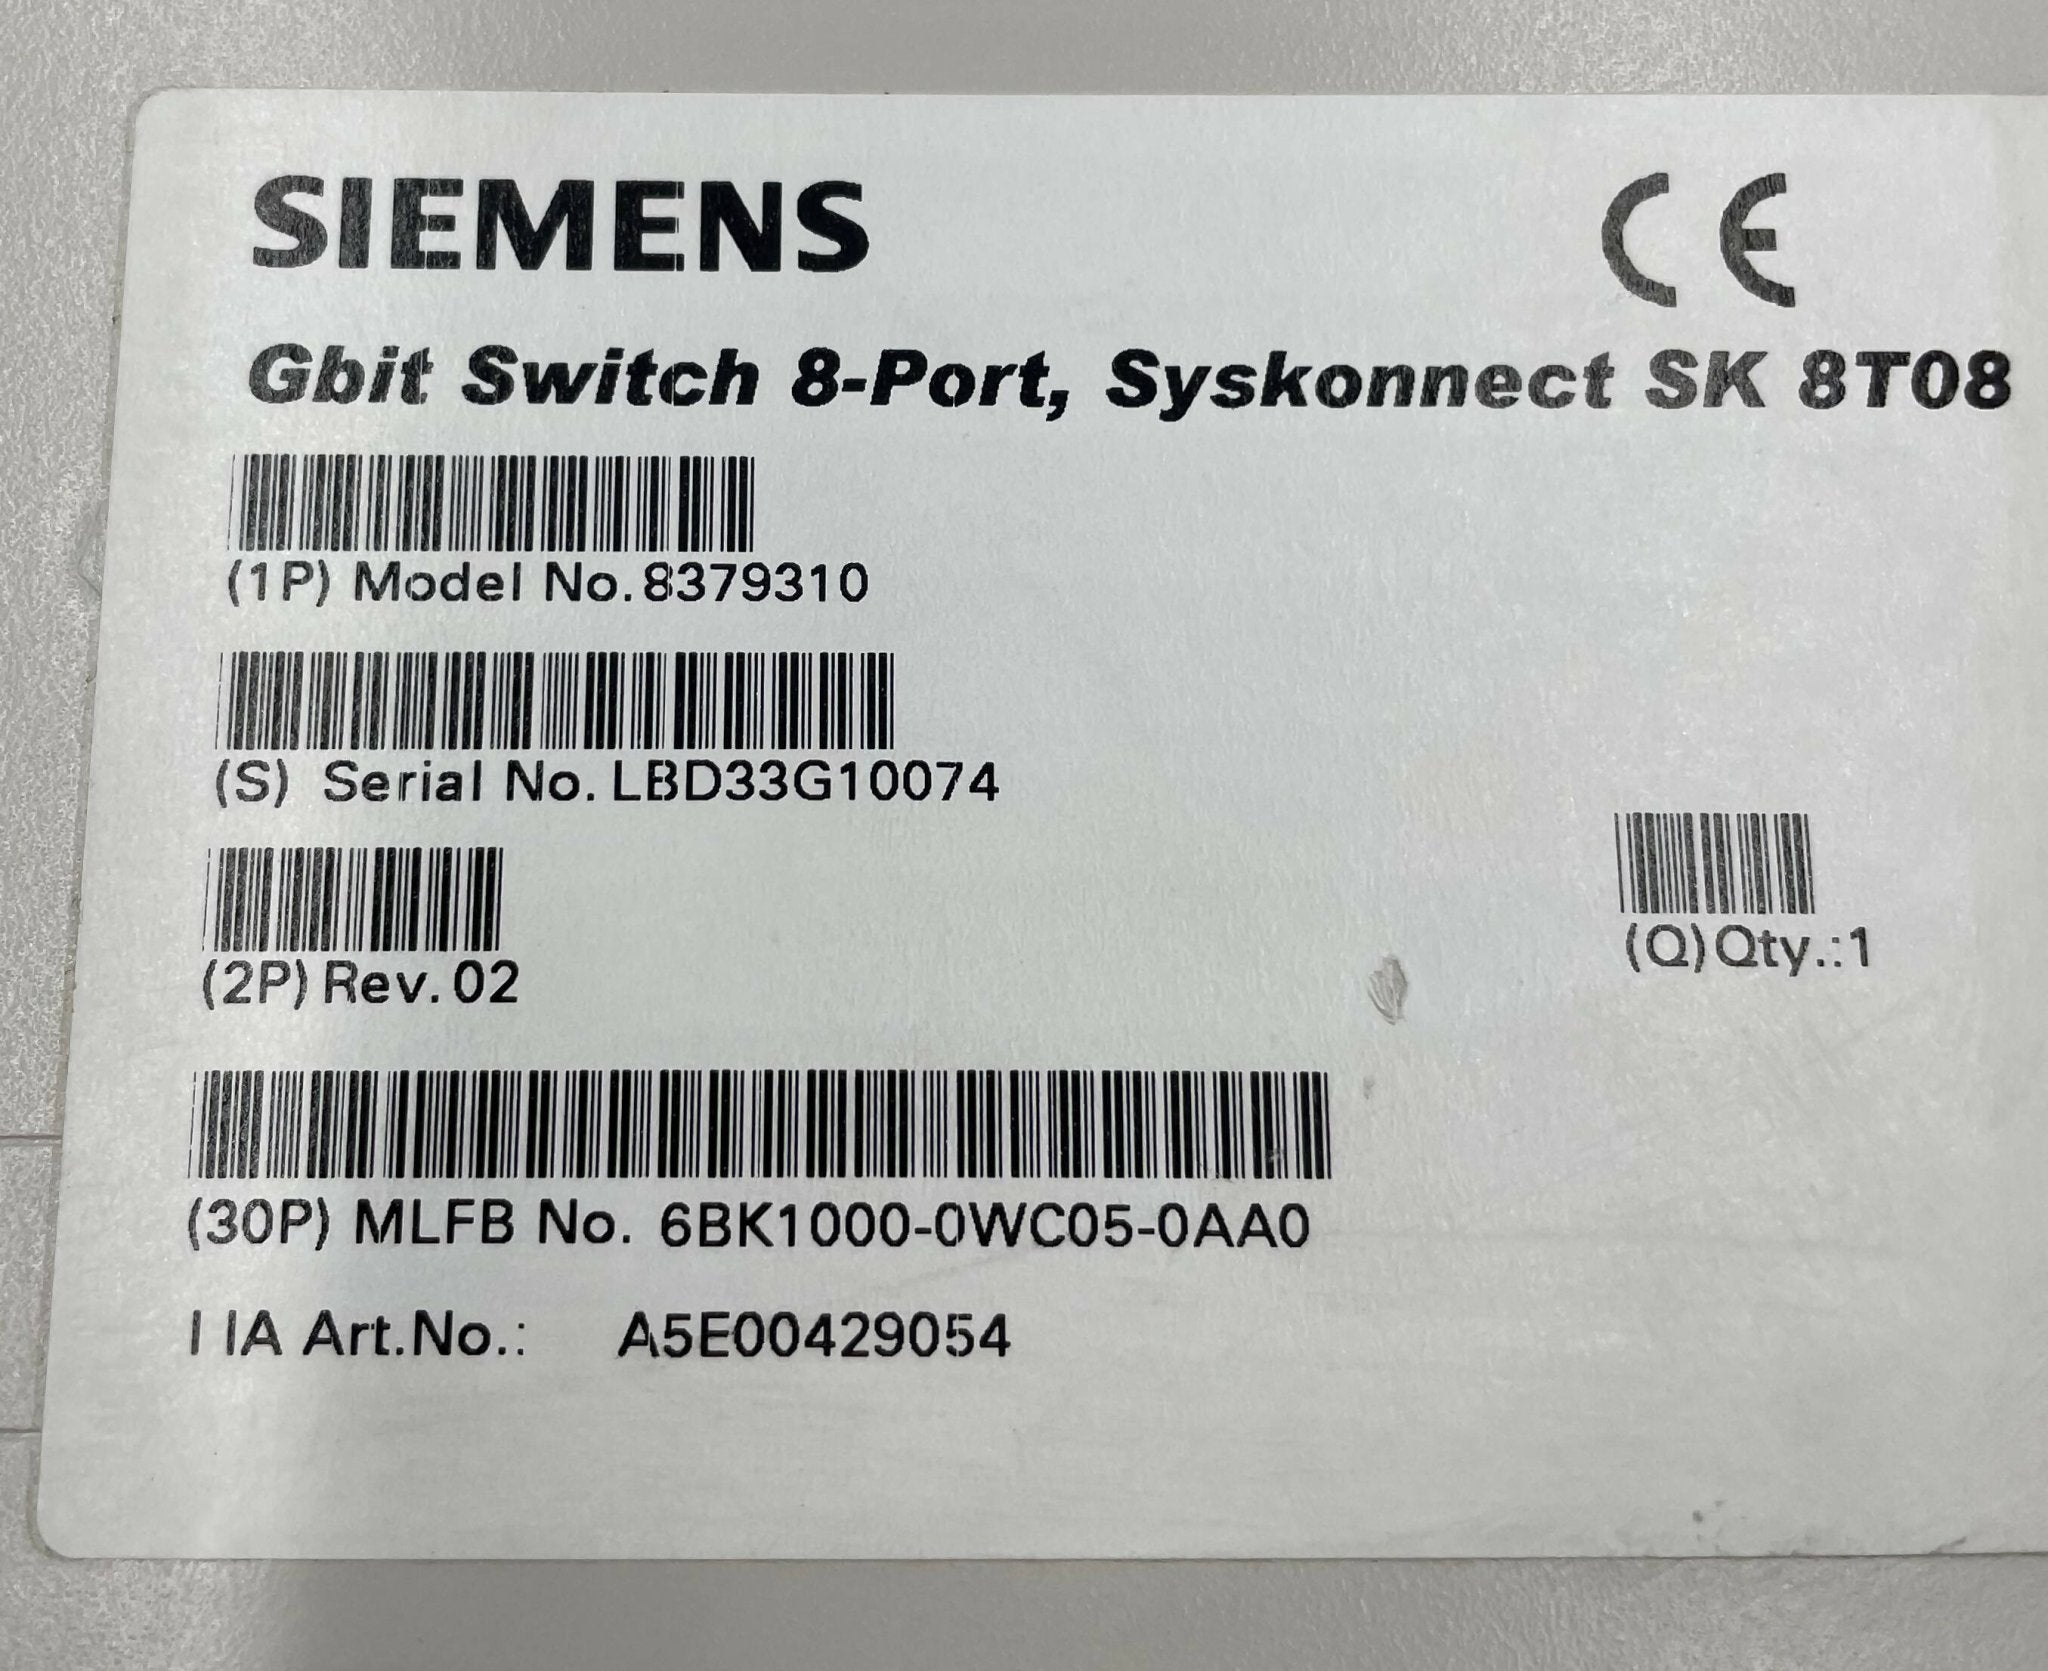 SIEMENS
CE
Gbit Switch 8-Port, Syskonnect SK 8T08
(1P) Model No. 8379310
(S) Serial No. LBD33G10074
(2P) Rev. 02
(Q) Qty.: 1
(30P) MLFB No. 6BK1000-0WC05-0AA0
I IA Art.No.: A5E00429054